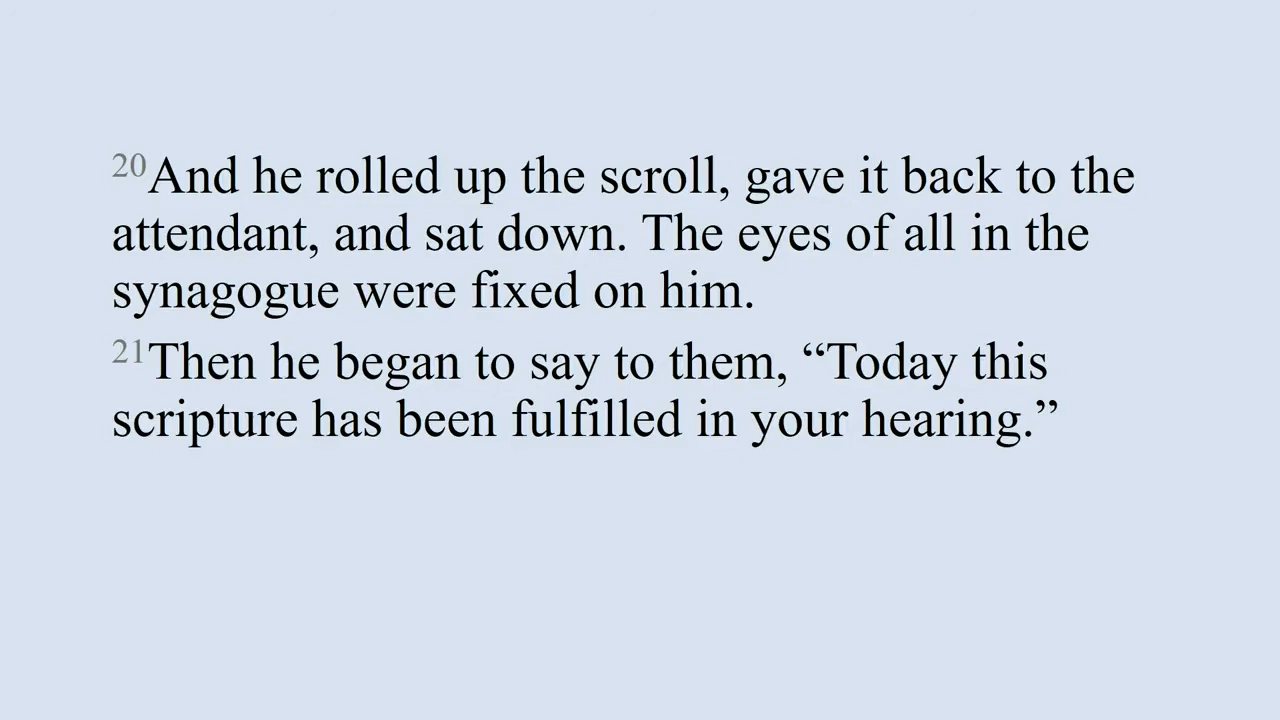 20And he rolled up the scroll, gave it back to the
attendant, and sat down. The eyes of all in the
synagogue were fixed on him.
21Then he began to say to them, “Today this
scripture has been fulfilled in your hearing.”